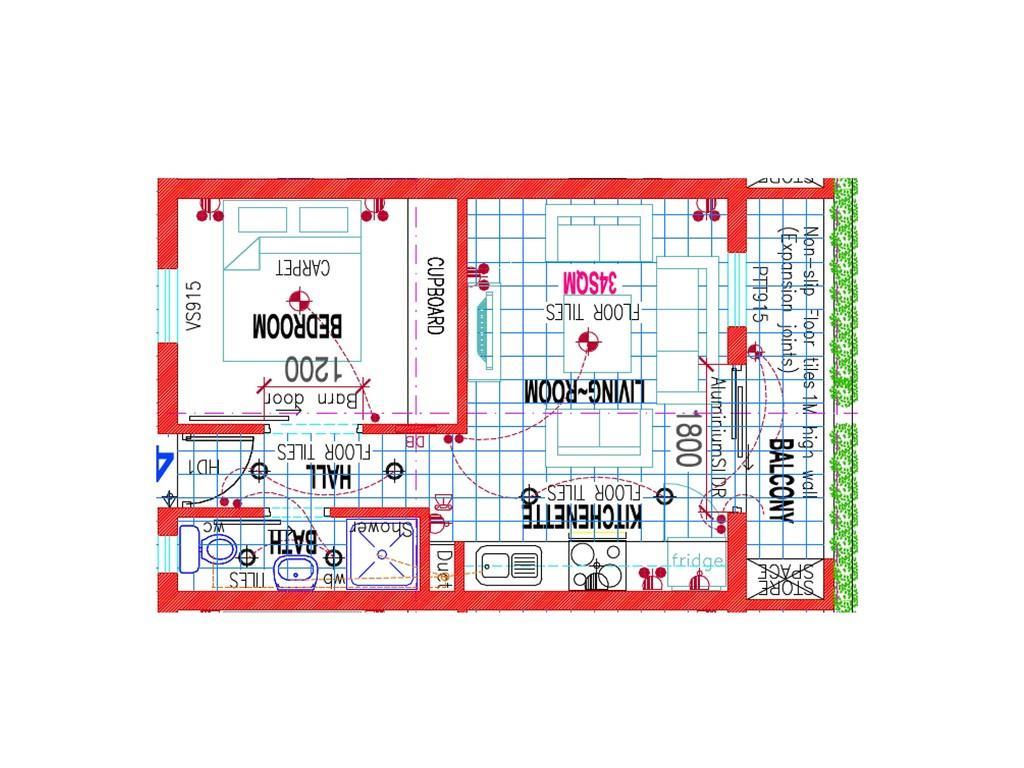 STORE
VS915
CARPET
BEDROOM
1200
Barn door
CUPBOARD
34SQM
FLOOR TILES
LIVING~ROOM
PTT915
Non-slip Floor tiles 1M high wall
(Expansion joints)
1800
AluminiumSLDR
BALCONY
4
HD1
FLOOR TILES
HALL
DB
FLOOR TILES
KITCHENETTE
wc
BATH
Shower
TILES
wb
Duct
fridge
STORE
SPACE